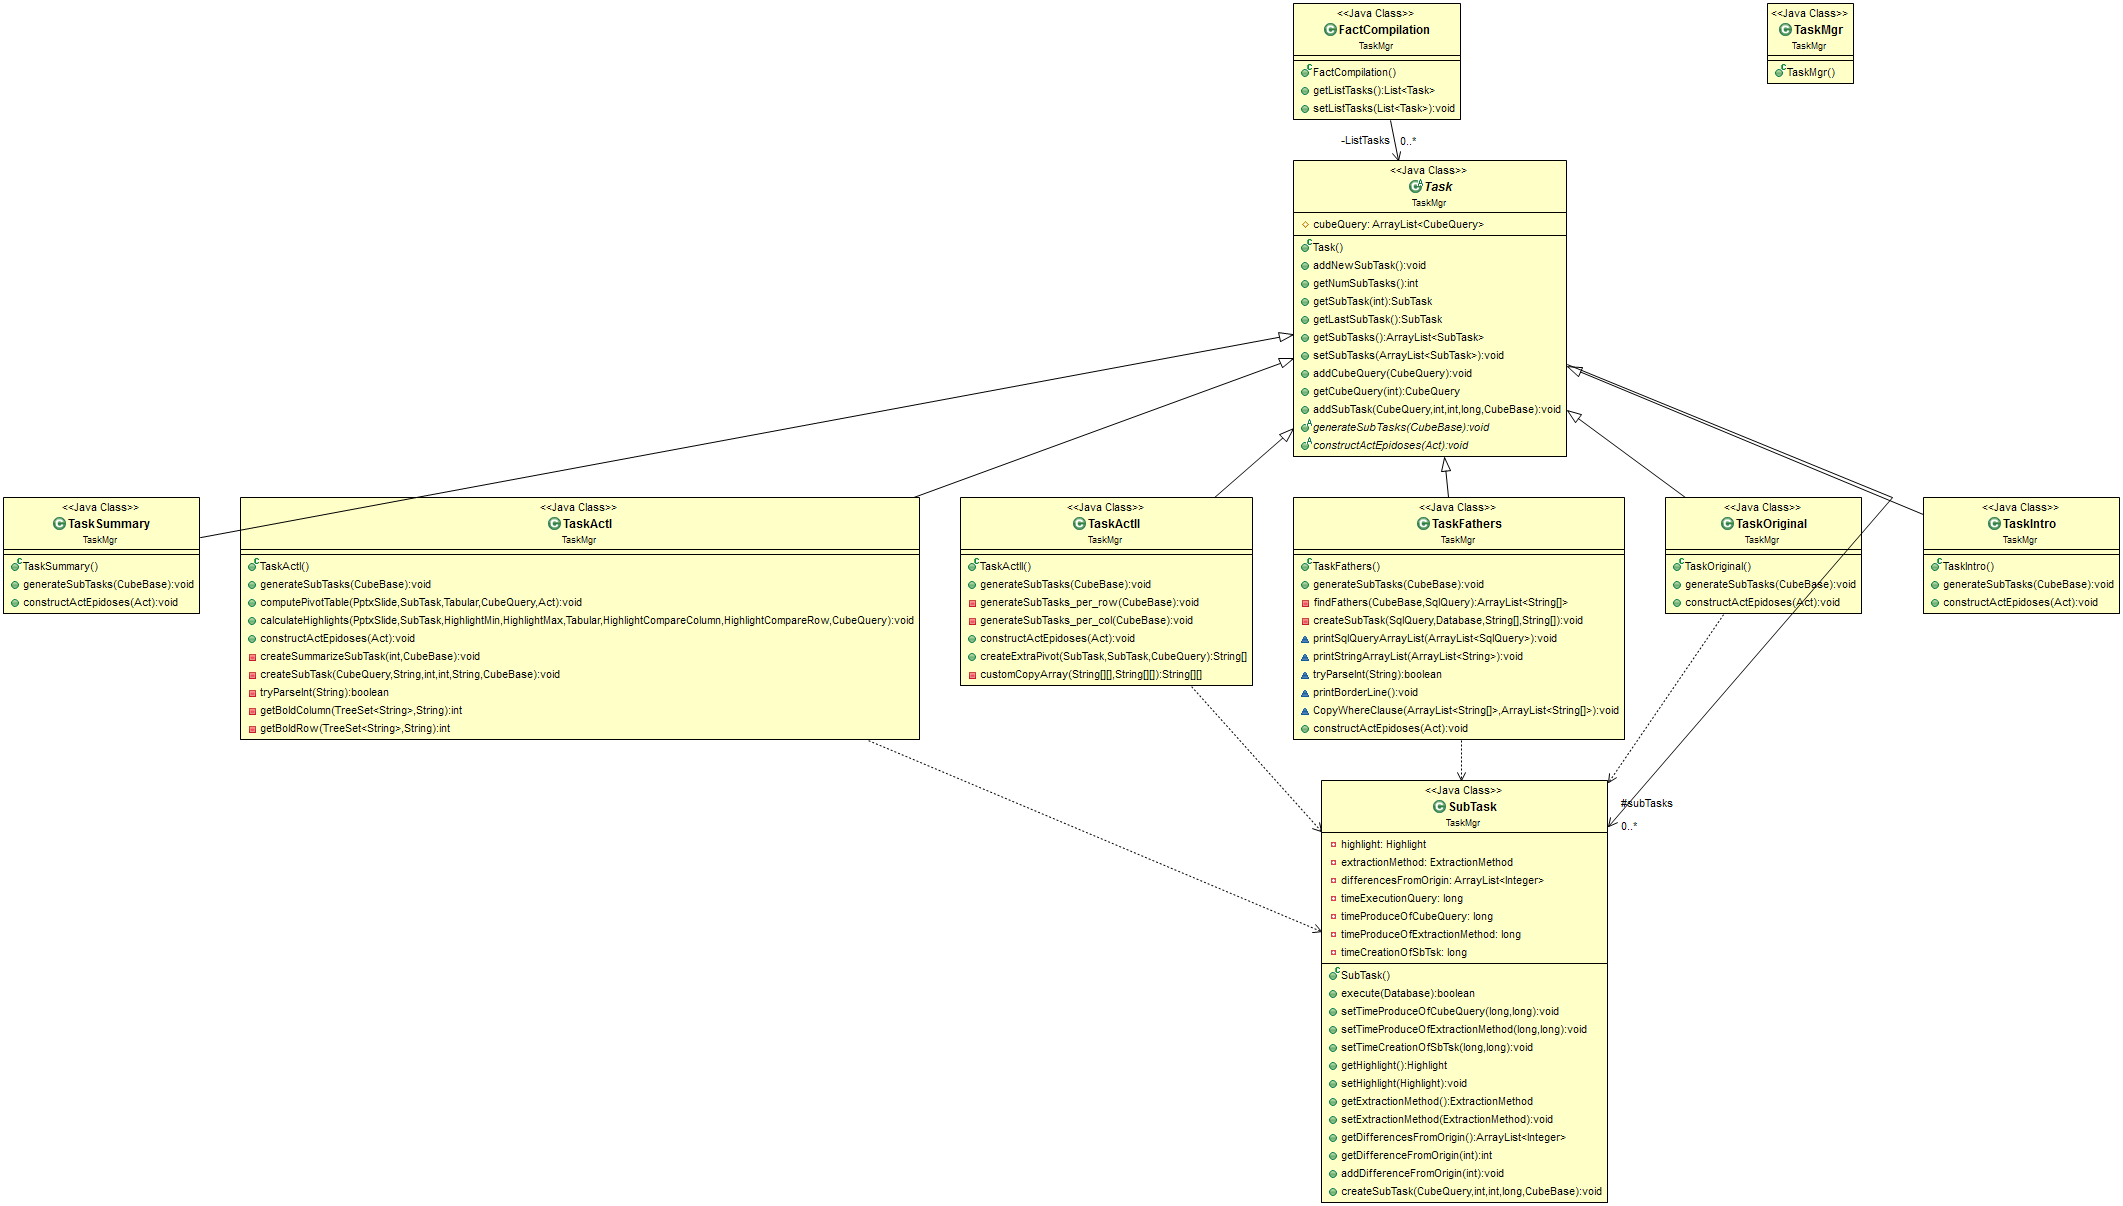 <<Java Class>>
FactCompilation
TaskMgr
FactCompilation()
getListTasks():List<Task>
setListTasks(List<Task>):void
<<Java Class>>
TaskMgr
TaskMgr
TaskMgr()
-ListTasks 0..*
<<Java Class>>
Task
TaskMgr
cubeQuery: ArrayList<CubeQuery>
Task()
addNewSubTask():void
getNumSubTasks():int
getSubTask(int):SubTask
getLastSubTask():SubTask
getSubTasks():ArrayList<SubTask>
setSubTasks(ArrayList<SubTask>):void
addCubeQuery(CubeQuery):void
getCubeQuery(int):CubeQuery
addSubTask(CubeQuery,int,int,long,CubeBase):void
generateSubTasks(CubeBase):void
constructActEpidoses(Act):void
<<Java Class>>
TaskSummary
TaskMgr
TaskSummary()
generateSubTasks(CubeBase):void
constructActEpidoses(Act):void
<<Java Class>>
TaskActI
TaskMgr
TaskActI()
generateSubTasks(CubeBase):void
computePivotTable(PptxSlide,SubTask,Tabular,CubeQuery,Act):void
calculateHighlights(PptxSlide,SubTask,HighlightMin,HighlightMax,Tabular,HighlightCompareColumn,HighlightCompareRow,CubeQuery):void
constructActEpidoses(Act):void
createSummarizeSubTask(int,CubeBase):void
createSubTask(CubeQuery,String,int,int,String,CubeBase):void
tryParseInt(String):boolean
getBoldColumn(TreeSet<String>,String):int
getBoldRow(TreeSet<String>,String):int
<<Java Class>>
TaskActII
TaskMgr
TaskActII()
generateSubTasks(CubeBase):void
generateSubTasks_per_row(CubeBase):void
generateSubTasks_per_col(CubeBase):void
constructActEpidoses(Act):void
createExtraPivot(SubTask,SubTask,CubeQuery):String[]
customCopyArray(String[][],String[][]):String[][]
<<Java Class>>
TaskFathers
TaskMgr
TaskFathers()
generateSubTasks(CubeBase):void
findFathers(CubeBase,SqlQuery):ArrayList<String[]>
createSubTask(SqlQuery,Database,String[],String[]):void
printSqlQueryArrayList(ArrayList<SqlQuery>):void
printStringArrayList(ArrayList<String>):void
tryParseInt(String):boolean
printBorderLine():void
CopyWhereClause(ArrayList<String[]>,ArrayList<String[]>):void
constructActEpidoses(Act):void
<<Java Class>>
TaskOriginal
TaskMgr
TaskOriginal()
generateSubTasks(CubeBase):void
constructActEpidoses(Act):void
<<Java Class>>
TaskIntro
TaskMgr
TaskIntro()
generateSubTasks(CubeBase):void
constructActEpidoses(Act):void
#subTasks
0..*
<<Java Class>>
SubTask
TaskMgr
highlight: Highlight
extractionMethod: ExtractionMethod
differencesFromOrigin: ArrayList<Integer>
timeExecutionQuery: long
timeProduceOfCubeQuery: long
timeProduceOfExtractionMethod: long
timeCreationOfSbTsk: long
SubTask()
execute(Database):boolean
setTimeProduceOfCubeQuery(long,long):void
setTimeProduceOfExtractionMethod(long,long):void
setTimeCreationOfSbTsk(long,long):void
getHighlight():Highlight
setHighlight(Highlight):void
getExtractionMethod():ExtractionMethod
setExtractionMethod(ExtractionMethod):void
getDifferencesFromOrigin():ArrayList<Integer>
getDifferenceFromOrigin(int):int
addDifferenceFromOrigin(int):void
createSubTask(CubeQuery,int,int,long,CubeBase):void